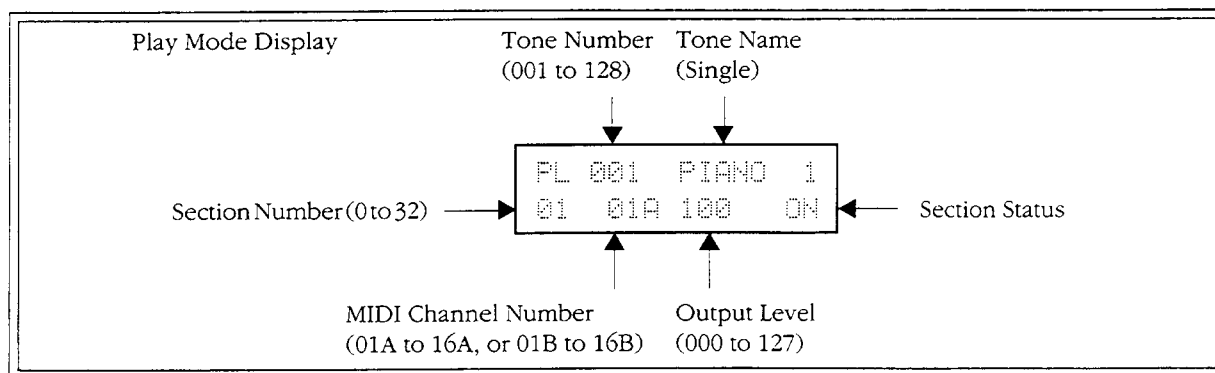 Play Mode Display
Tone Number
(001 to 128)
Tone Name
(Single)
PL 001 PIANO 1
01 01A 100 ON
Section Number (0 to 32)
Section Status
MIDI Channel Number
(01A to 16A, or 01B to 16B)
Output Level
(000 to 127)